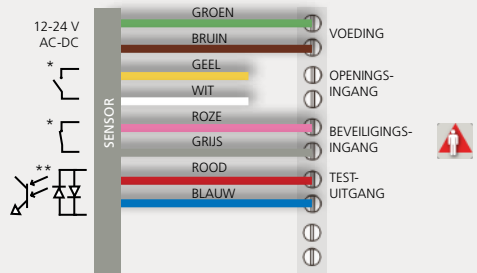 12-24 V
AC-DC
*
*
**
SENSOR
GROEN
BRUIN
GEEL
WIT
ROZE
GRIJS
ROOD
BLAUW
VOEDING
OPENINGS-
INGANG
BEVEILIGINGS-
INGANG
TEST-
UITGANG